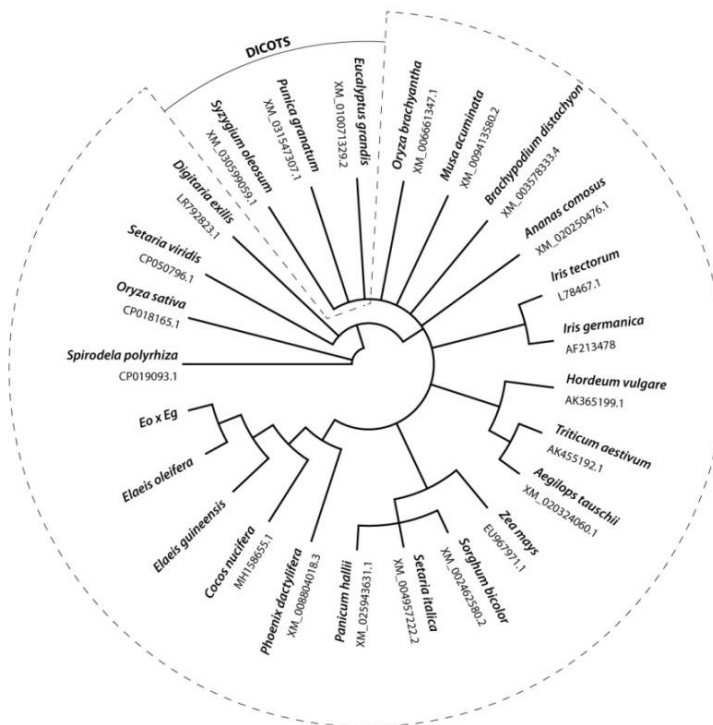 DICOTS
Eucalyptus grandis
XM_010071329.2
Oryza brachyantha
XM_006661347.1
Musa acuminata
XM_009413580.2
Brachypodium distachyon
XM_003578333.4
Ananas comosus
XM_020250476.1
Iris tectorum
L78467.1
Iris germanica
AF213478
Hordeum vulgare
AK365199.1
Triticum aestivum
AK455192.1
Aegilops tauschii
XM_020324060.1
Zea mays
EU967971.1
Sorghum bicolor
XM_002462580.2
Setaria italica
XM_004957222.2
Panicum hallii
XM_025943631.1
Phoenix dactylifera
XM_008804018.3
Cocos nucifera
MH158655.1
Elaeis guineensis
Elaeis oleifera
Eo x Eg
Spirodela polyrhiza
CP019093.1
Oryza sativa
CP018165.1
Setaria viridis
CP050796.1
Digitaria exilis
LR792823.1
Syzygium oleosum
XM_030599059.1
Punica granatum
XM_031547307.1